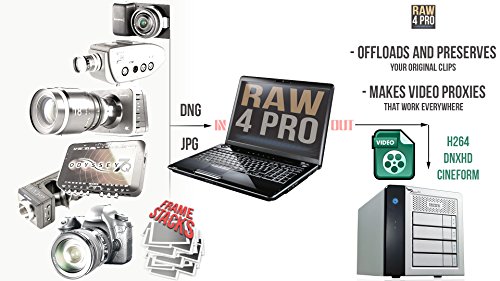 RAW
4 PRO
- OFFLOADS AND PRESERVES
YOUR ORIGINAL CLIPS
- MAKES VIDEO PROXIES
THAT WORK EVERYWHERE
DNG
JPG
IN
RAW
4 PRO
OUT
VIDEO
H264
DNXHD
CINEFORM
ODYSSEY
FRAME
STACKS